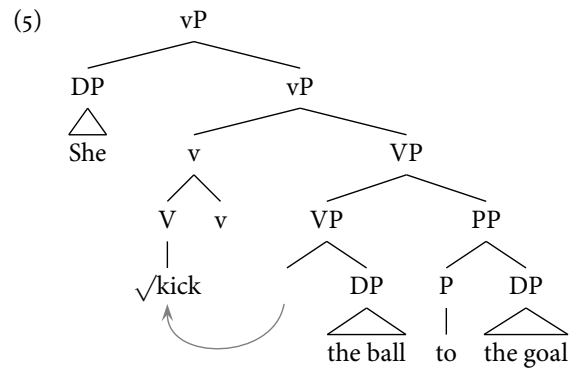 (5) vP
DP vP
She v VP
V v VP PP
√kick DP P DP
the ball to the goal